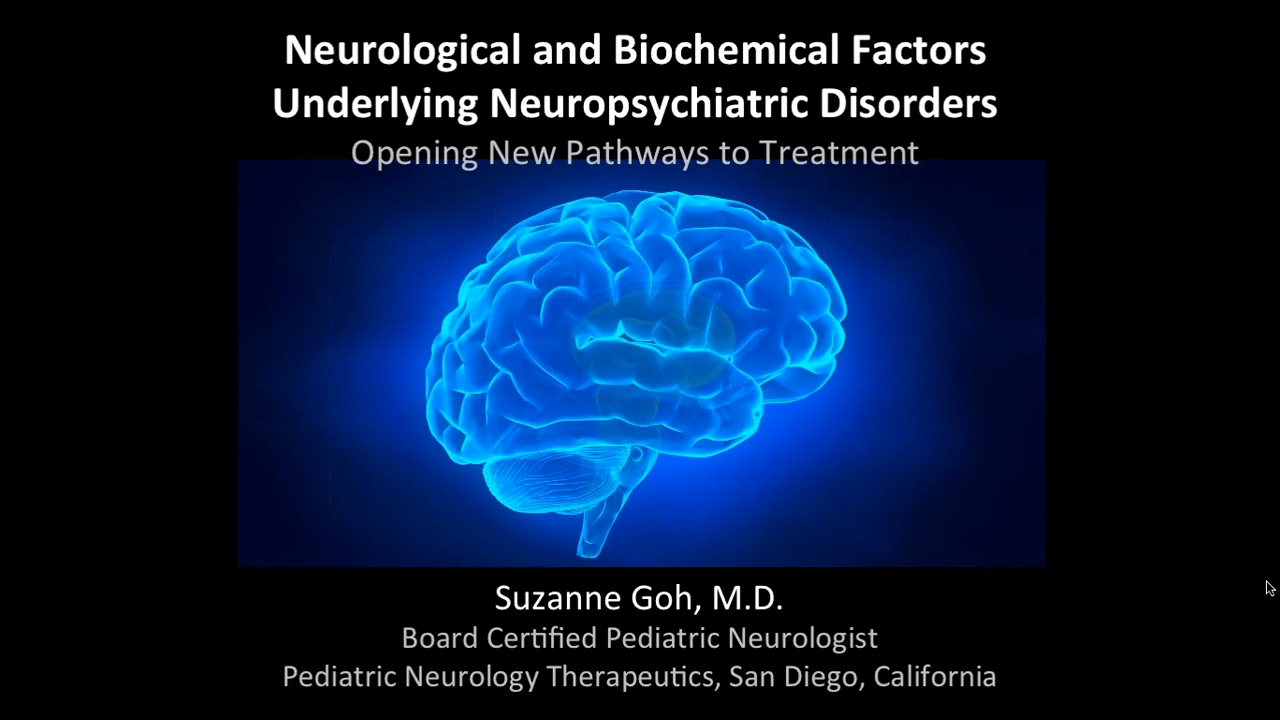 Neurological and Biochemical Factors
Underlying Neuropsychiatric Disorders
Opening New Pathways to Treatment
Suzanne Goh, M.D.
Board Certified Pediatric Neurologist
Pediatric Neurology Therapeutics, San Diego, California